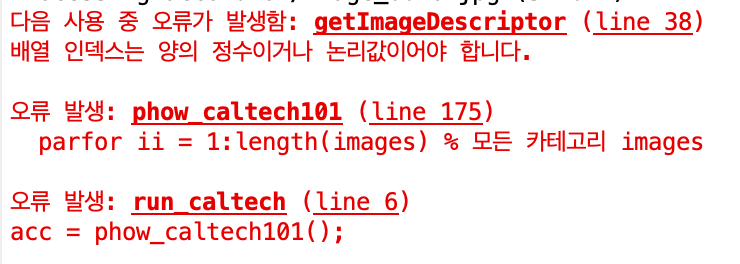 다음 사용 중 오류가 발생함: getImageDescriptor (line 38)
배열 인덱스는 양의 정수이거나 논리값이어야 합니다.
오류 발생: phow_caltech101 (line 175)
parfor ii = 1:length(images) % 모든 카테고리 images
오류 발생: run_caltech (line 6)
acc = phow_caltech101();